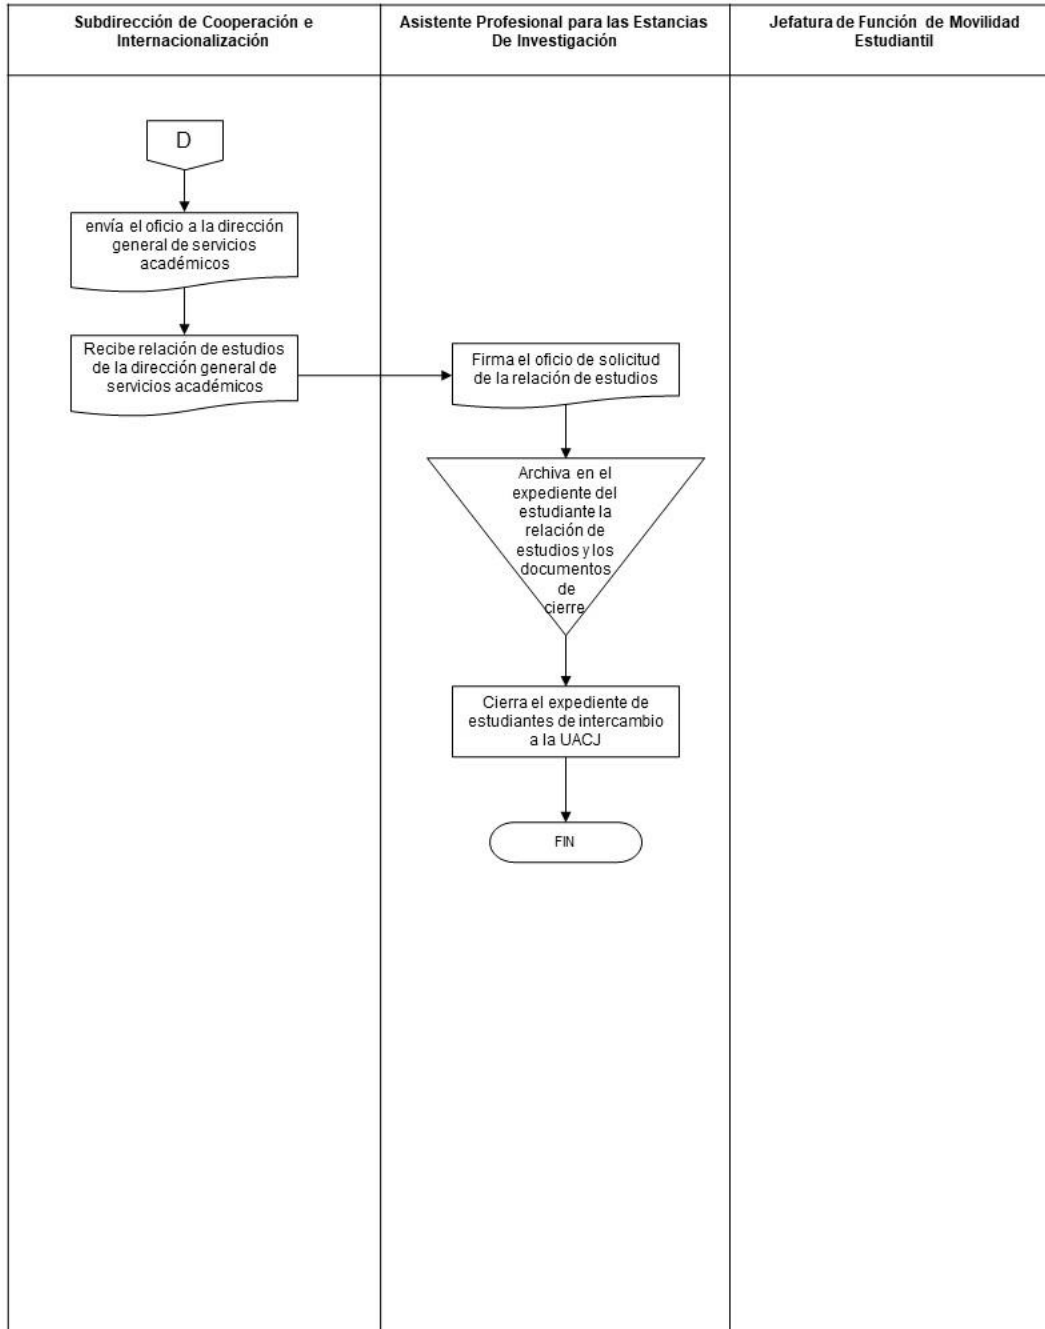 Subdirección de Cooperación e
Internacionalización
Asistente Profesional para las Estancias
De Investigación
Jefatura de Función de Movilidad
Estudiantil
D
envía el oficio a la dirección
general de servicios
académicos
Recibe relación de estudios
de la dirección general de
servicios académicos
Firma el oficio de solicitud
de la relación de estudios
Archiva en el
expediente del
estudiante la
relación de
estudios y los
documentos
de
cierre
Cierra el expediente de
estudiantes de intercambio
a la UACJ
FIN